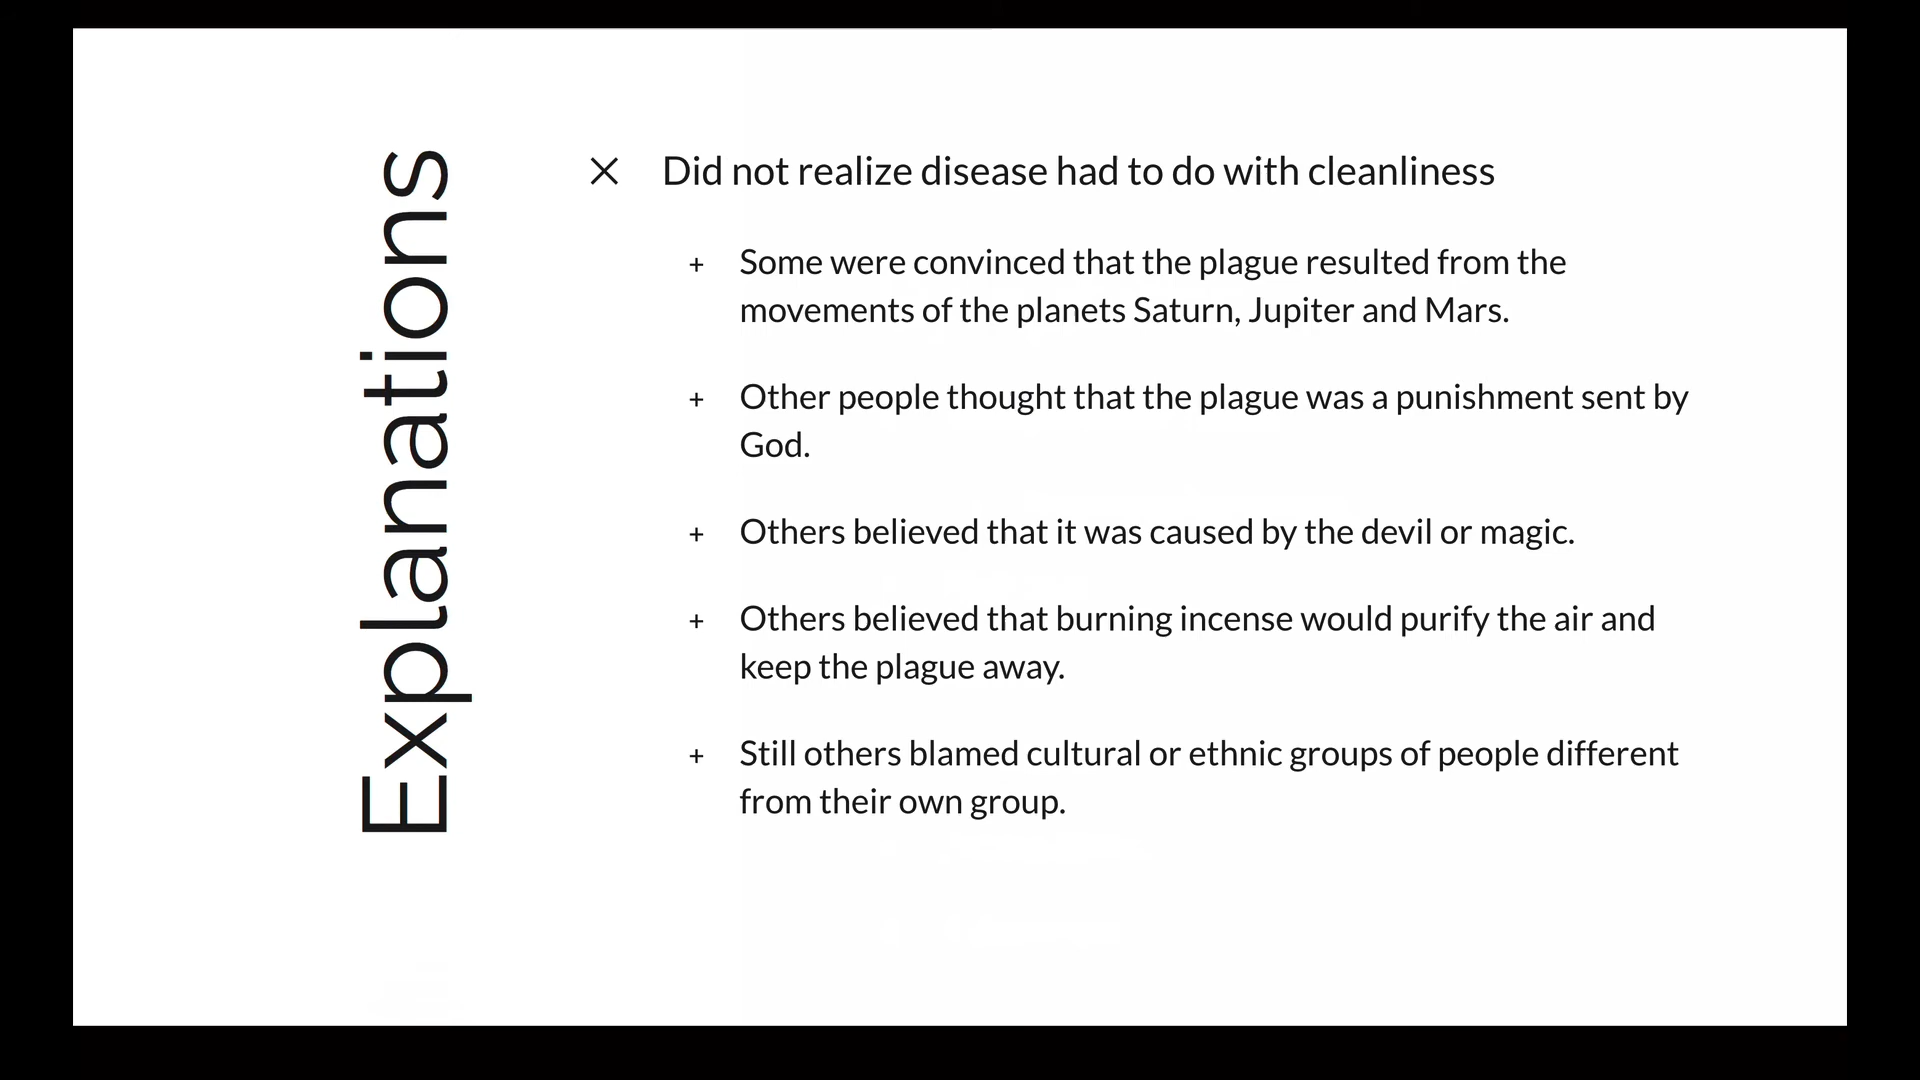 Explanations
× Did not realize disease had to do with cleanliness
+ Some were convinced that the plague resulted from the
movements of the planets Saturn, Jupiter and Mars.
+ Other people thought that the plague was a punishment sent by
God.
+ Others believed that it was caused by the devil or magic.
+ Others believed that burning incense would purify the air and
keep the plague away.
+ Still others blamed cultural or ethnic groups of people different
from their own group.